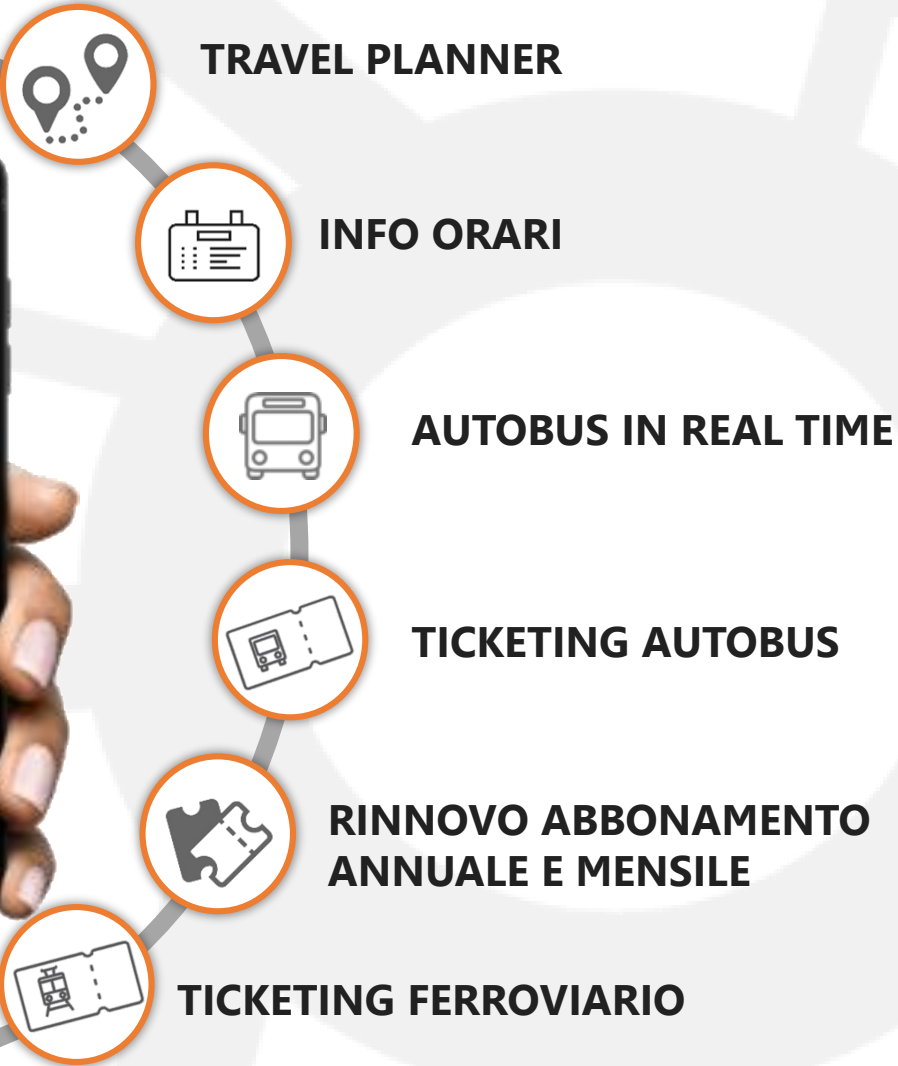 TRAVEL PLANNER
INFO ORARI
AUTOBUS IN REAL TIME
TICKETING AUTOBUS
RINNOVO ABBONAMENTO
ANNUALE E MENSILE
TICKETING FERROVIARIO